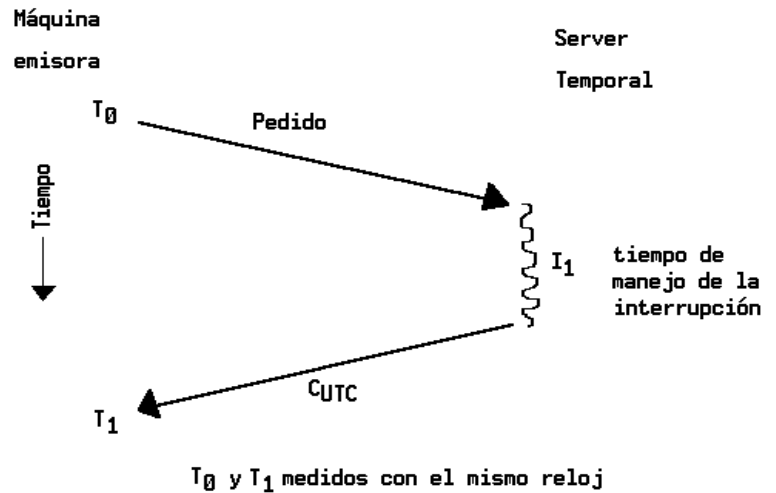 Máquina
emisora
Server
Temporal
T0
Pedido
Tiempo
I1
tiempo de
manejo de la
interrupción
CUTC
T1
T0 y T1 medidos con el mismo reloj